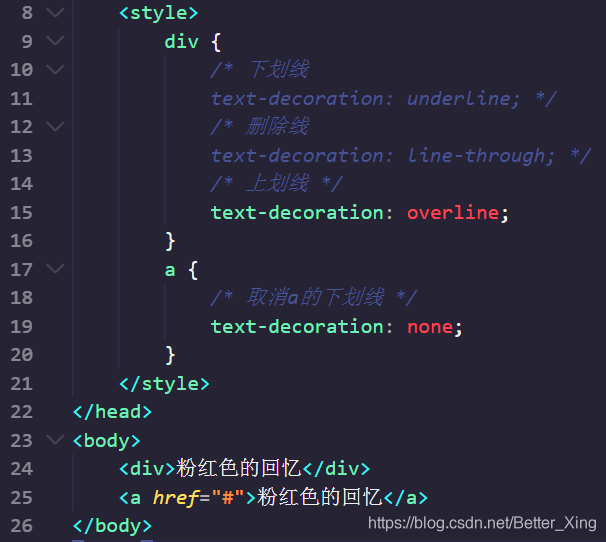 8 <style>
9 div {
10 /* 下划线
11 text-decoration: underline; */
12 /* 删除线
13 text-decoration: line-through; */
14 /* 上划线 */
15 text-decoration: overline;
16 }
17 a {
18 /* 取消a的下划线 */
19 text-decoration: none;
20 }
21 </style>
22 </head>
23 <body>
24 <div>粉红色的回忆</div>
25 <a href="#">粉红色的回忆</a>
26 </body>
https://blog.csdn.net/Better_Xing